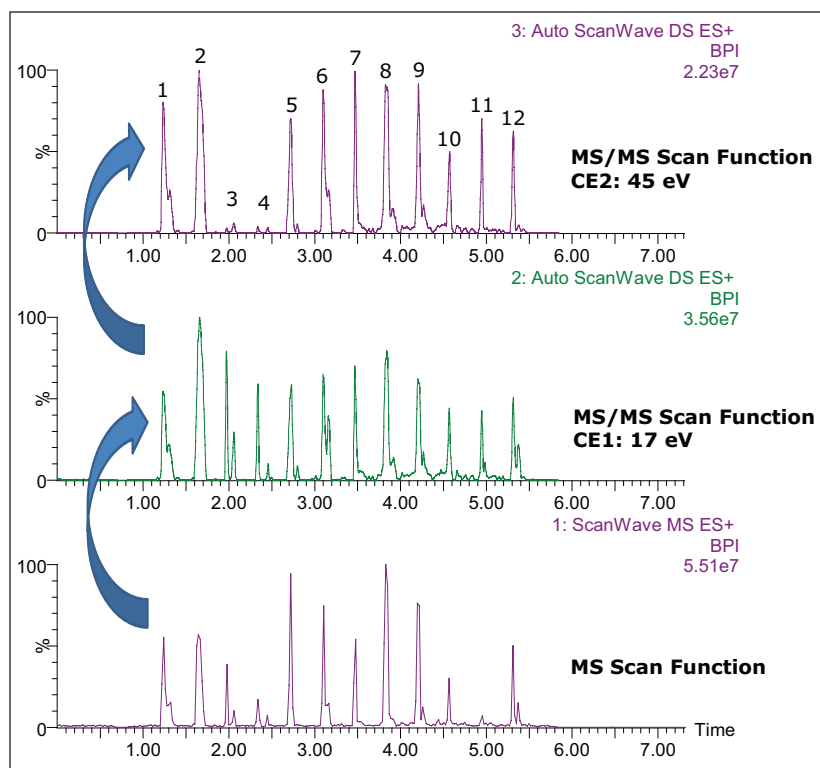 3: Auto ScanWave DS ES+
BPI
2.23e7
100
%
0
1 2 3 4 5 6 7 8 9 10 11 12
MS/MS Scan Function
CE2: 45 eV
1.00 2.00 3.00 4.00 5.00 6.00 7.00
2: Auto ScanWave DS ES+
BPI
3.56e7
100
%
0
MS/MS Scan Function
CE1: 17 eV
1.00 2.00 3.00 4.00 5.00 6.00 7.00
1: ScanWave MS ES+
BPI
5.51e7
100
%
0
MS Scan Function
Time
1.00 2.00 3.00 4.00 5.00 6.00 7.00